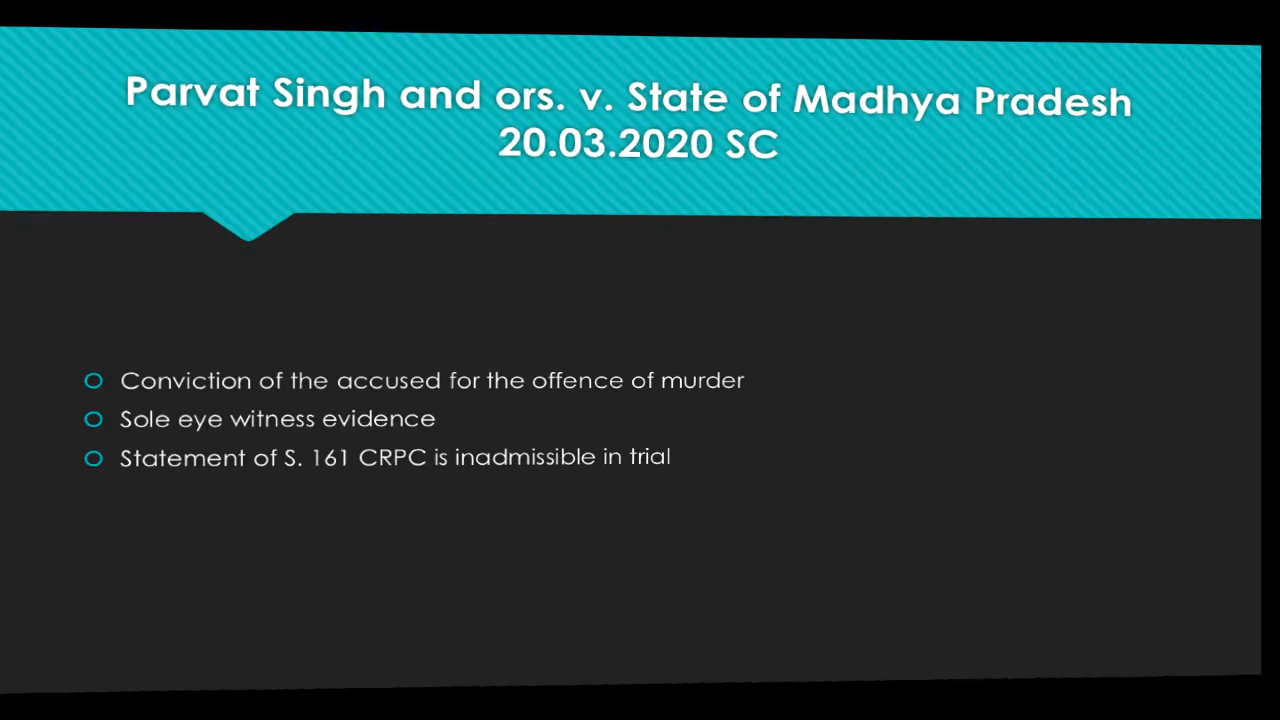 Parvat Singh and ors. v. State of Madhya Pradesh
20.03.2020 SC
Conviction of the accused for the offence of murder
Sole eye witness evidence
Statement of S. 161 CRPC is inadmissible in trial